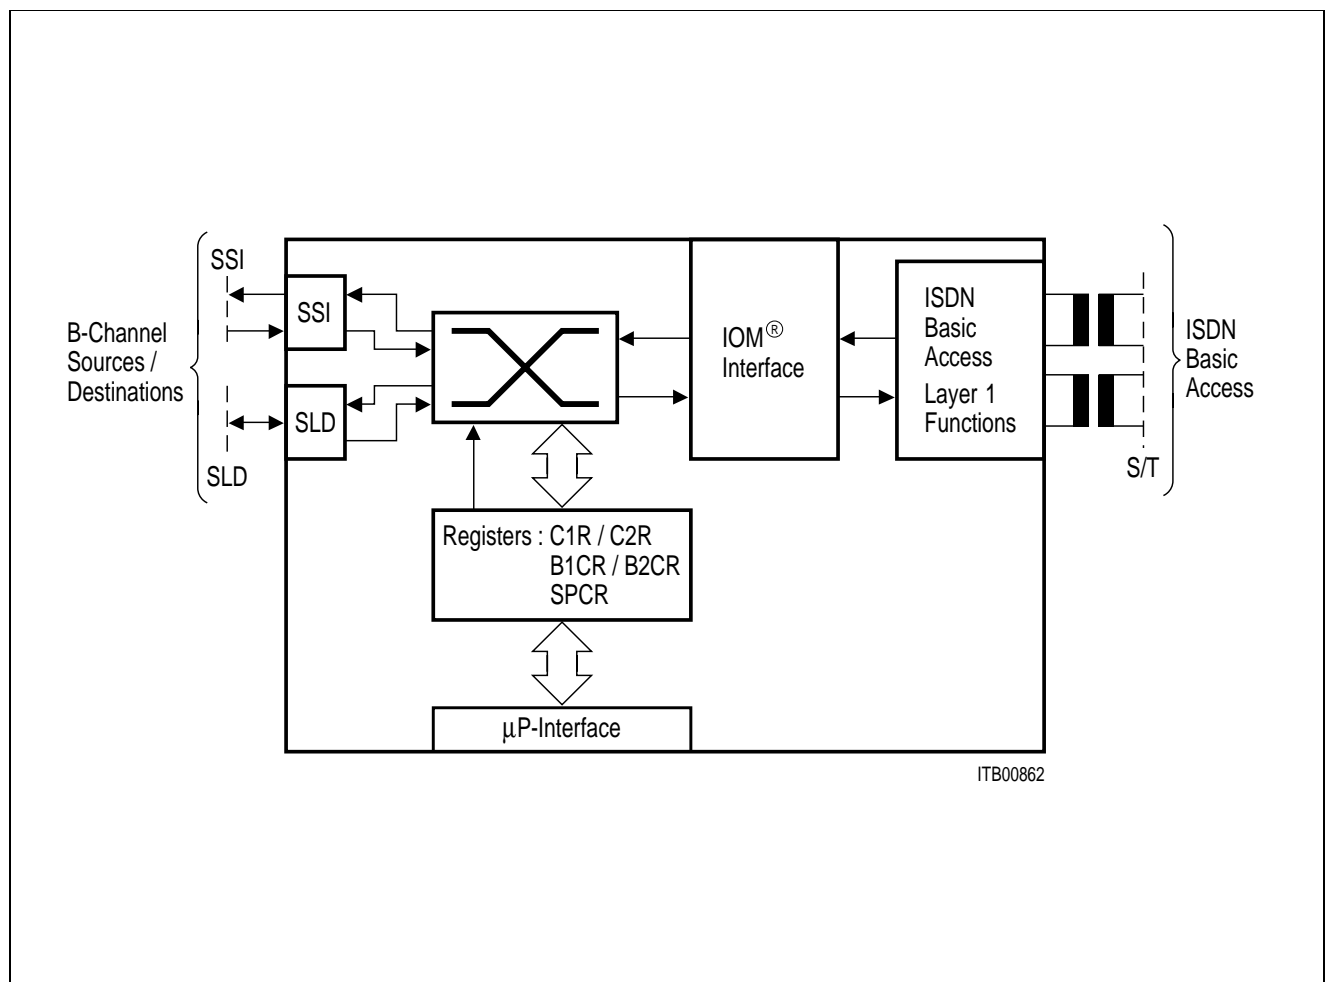 SSI
B-Channel
Sources /
Destinations
SLD
SSI
SLD
IOM®
Interface
ISDN
Basic
Access
Layer 1
Functions
ISDN
Basic
Access
S/T
Registers : C1R / C2R
B1CR / B2CR
SPCR
µP-Interface
ITB00862